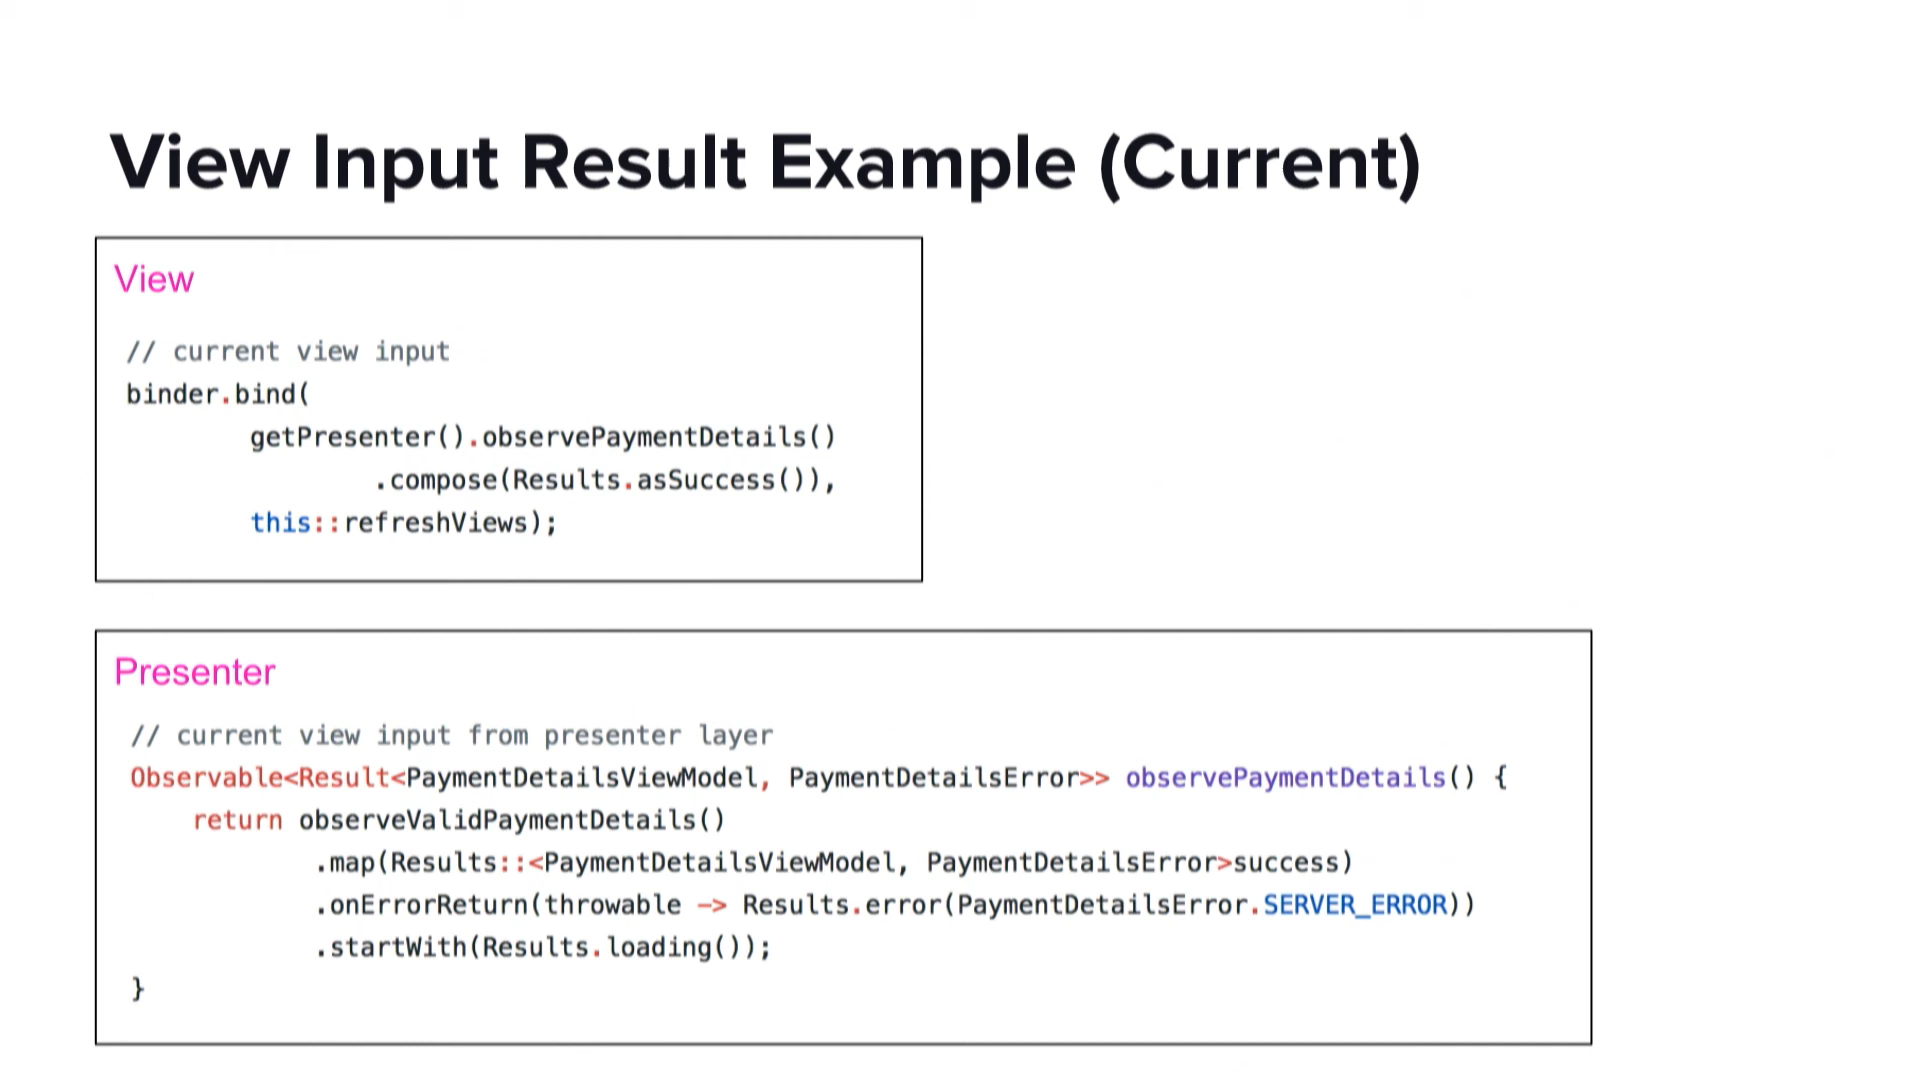 View Input Result Example (Current)
View
// current view input
binder.bind(
getPresenter().observePaymentDetails()
.compose(Results.asSuccess()),
this::refreshViews);
Presenter
// current view input from presenter layer
Observable<Result<PaymentDetailsViewModel, PaymentDetailsError>> observePaymentDetails() {
return observeValidPaymentDetails()
.map(Results::<PaymentDetailsViewModel, PaymentDetailsError>success)
.onErrorReturn(throwable -> Results.error(PaymentDetailsError.SERVER_ERROR))
.startWith(Results.loading());
}